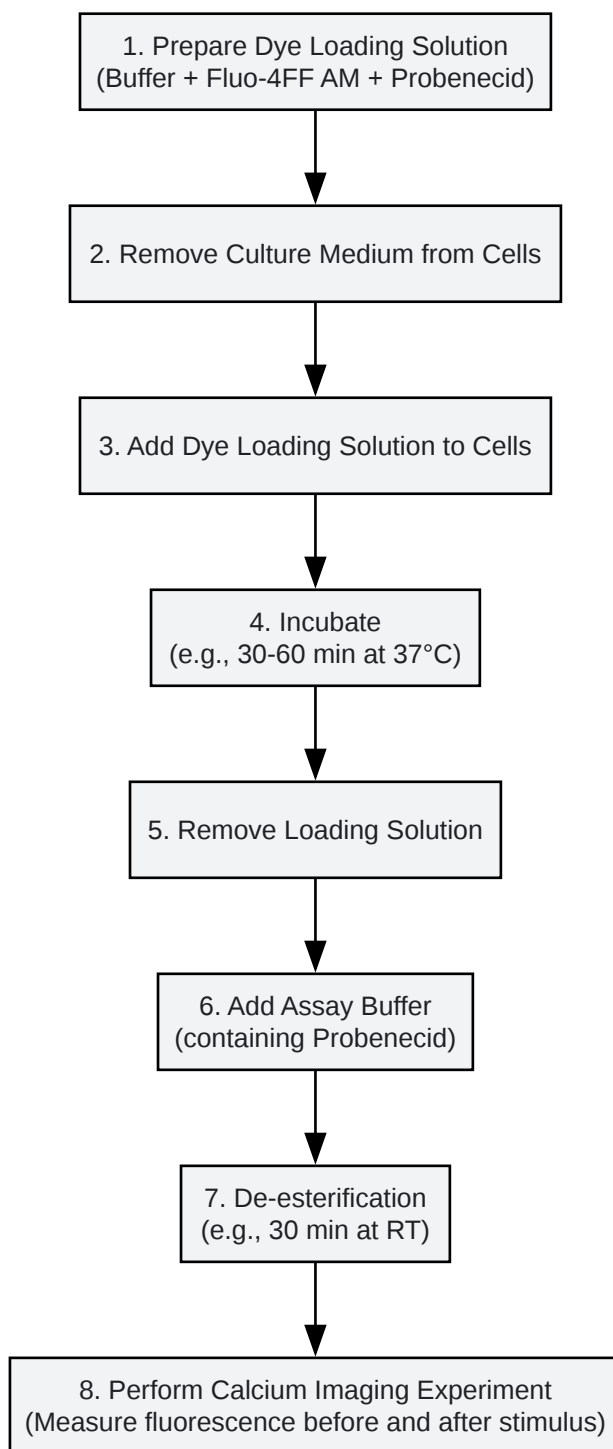 1. Prepare Dye Loading Solution
(Buffer + Fluo-4FF AM + Probenecid)
2. Remove Culture Medium from Cells
3. Add Dye Loading Solution to Cells
4. Incubate
(e.g., 30-60 min at 37°C)
5. Remove Loading Solution
6. Add Assay Buffer
(containing Probenecid)
7. De-esterification
(e.g., 30 min at RT)
8. Perform Calcium Imaging Experiment
(Measure fluorescence before and after stimulus)